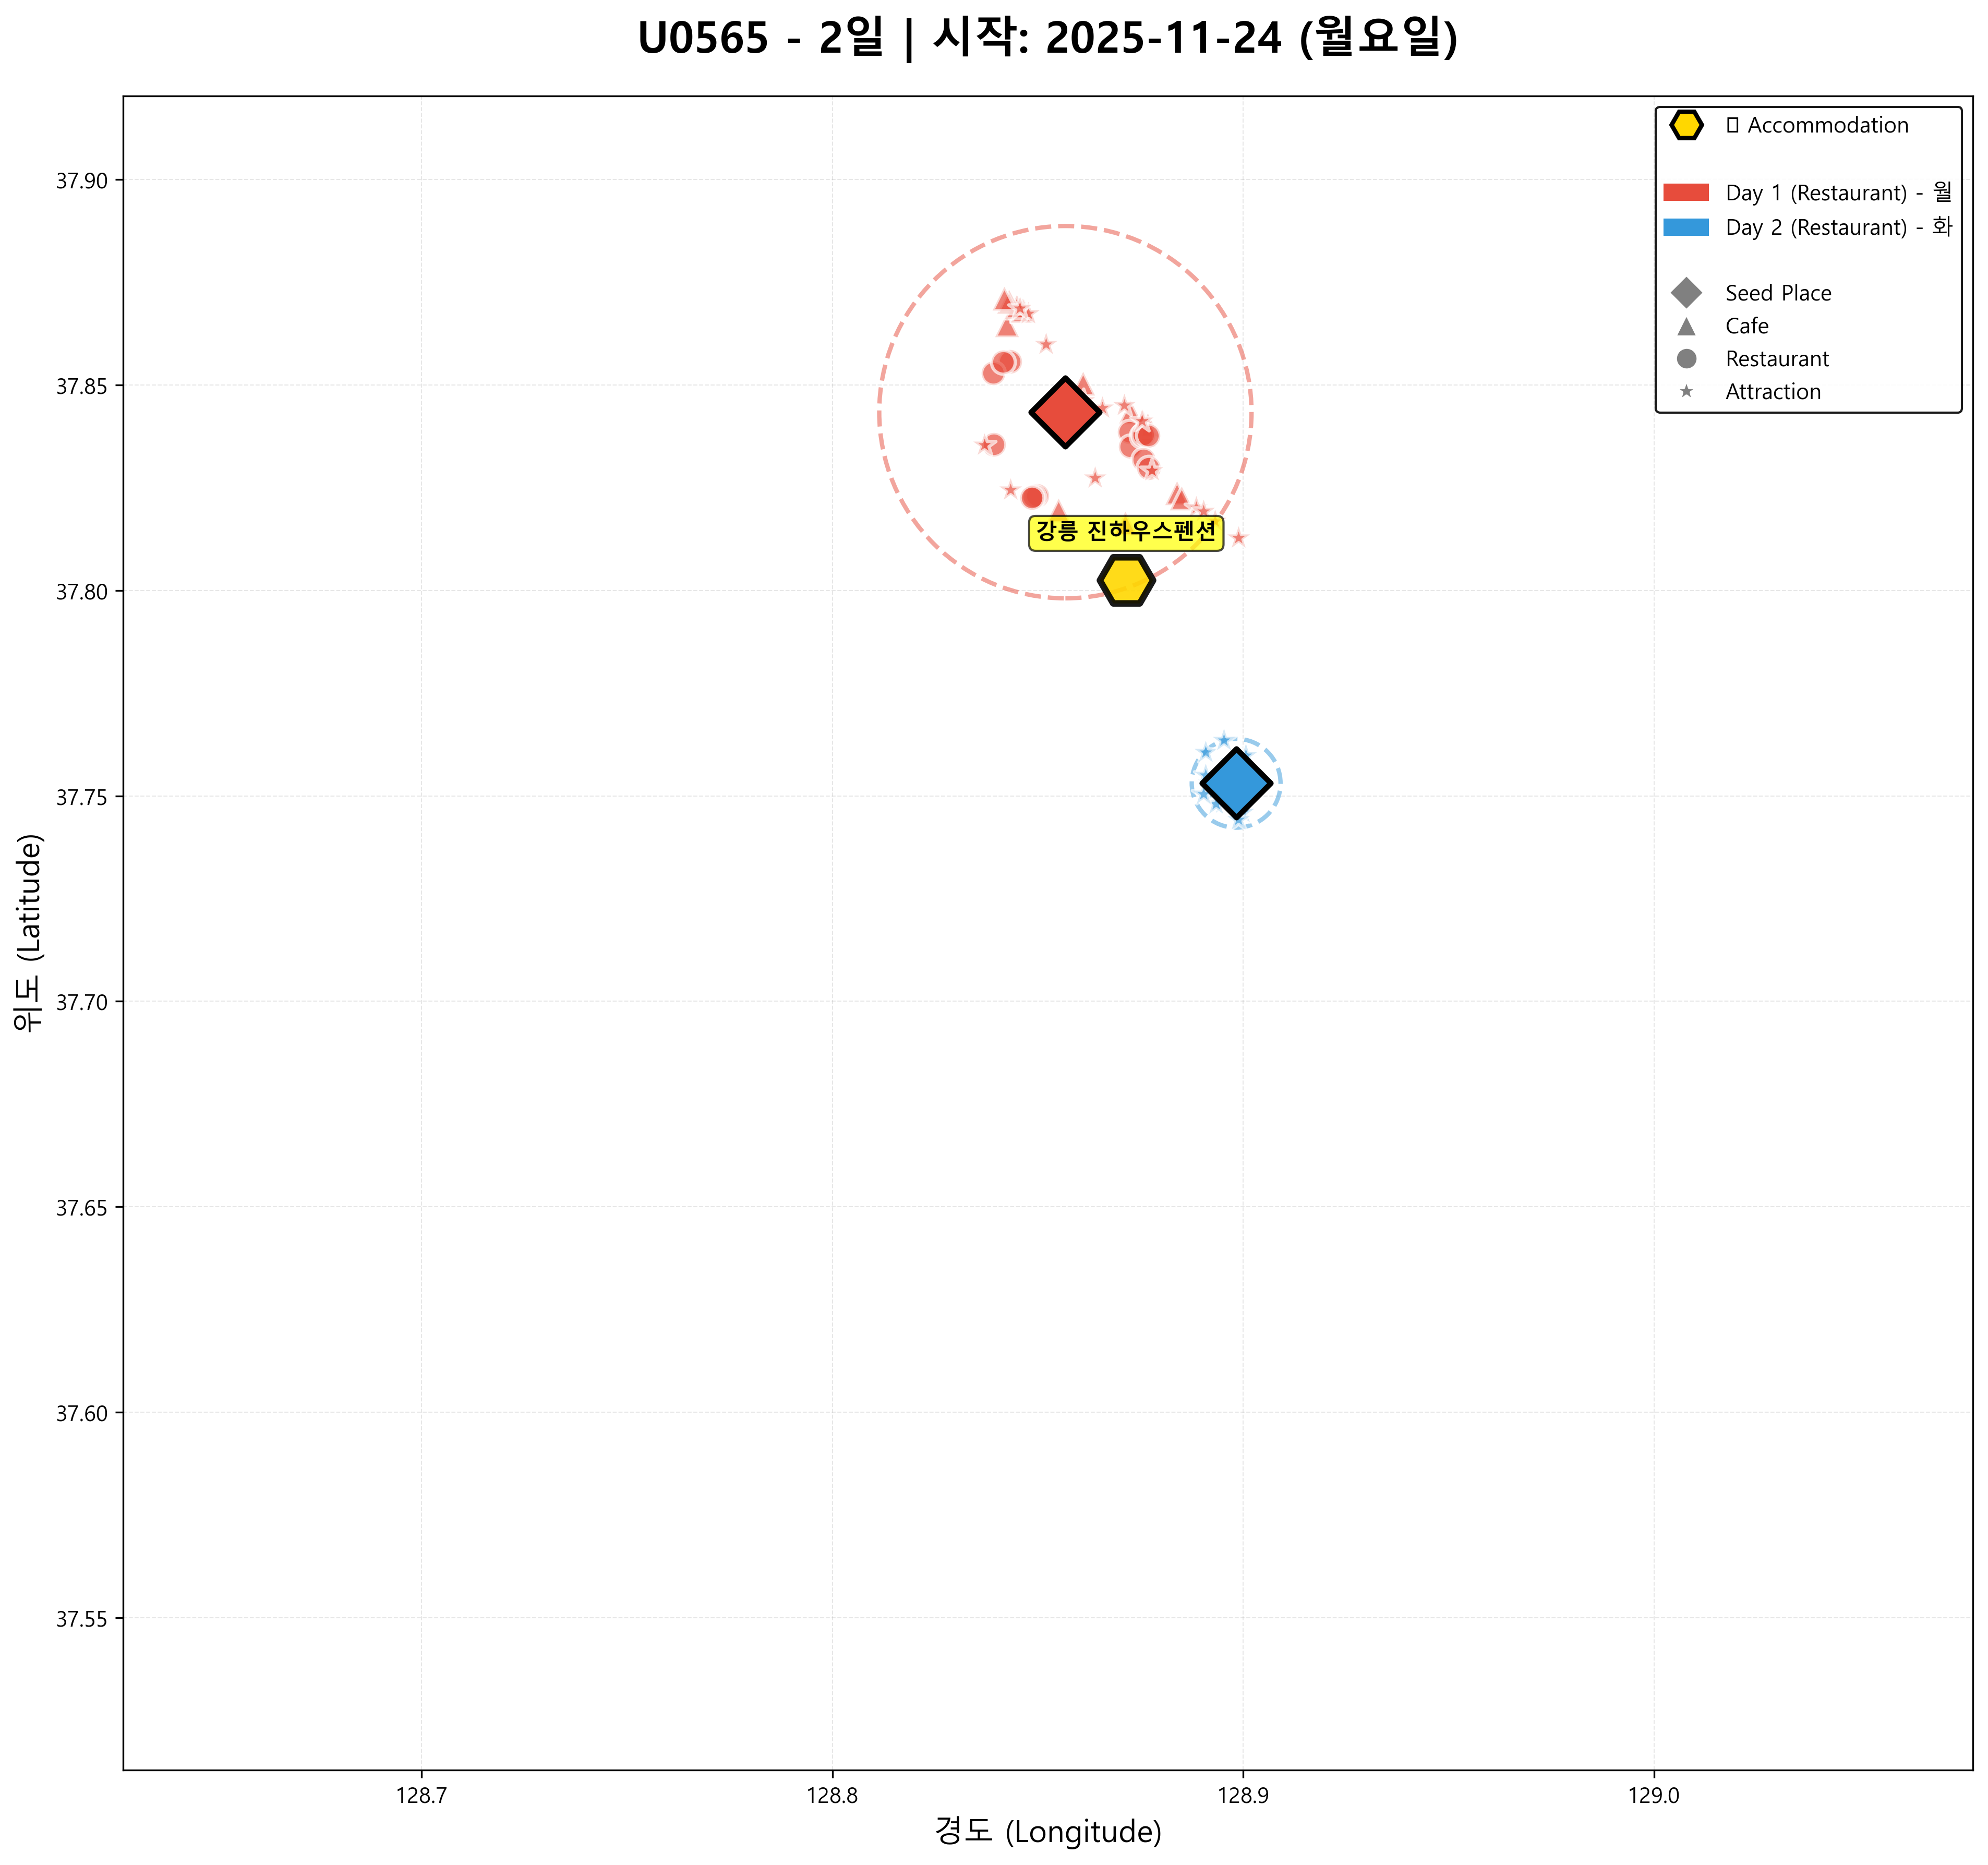 U0565 - 2일 | 시작: 2025-11-24 (월요일)
Accommodation
Day 1 (Restaurant) - 월
Day 2 (Restaurant) - 화
Seed Place
Cafe
Restaurant
Attraction
강릉 진하우스펜션
37.90
37.85
37.80
37.75
37.70
37.65
37.60
37.55
위도 (Latitude)
128.7
128.8
128.9
129.0
경도 (Longitude)